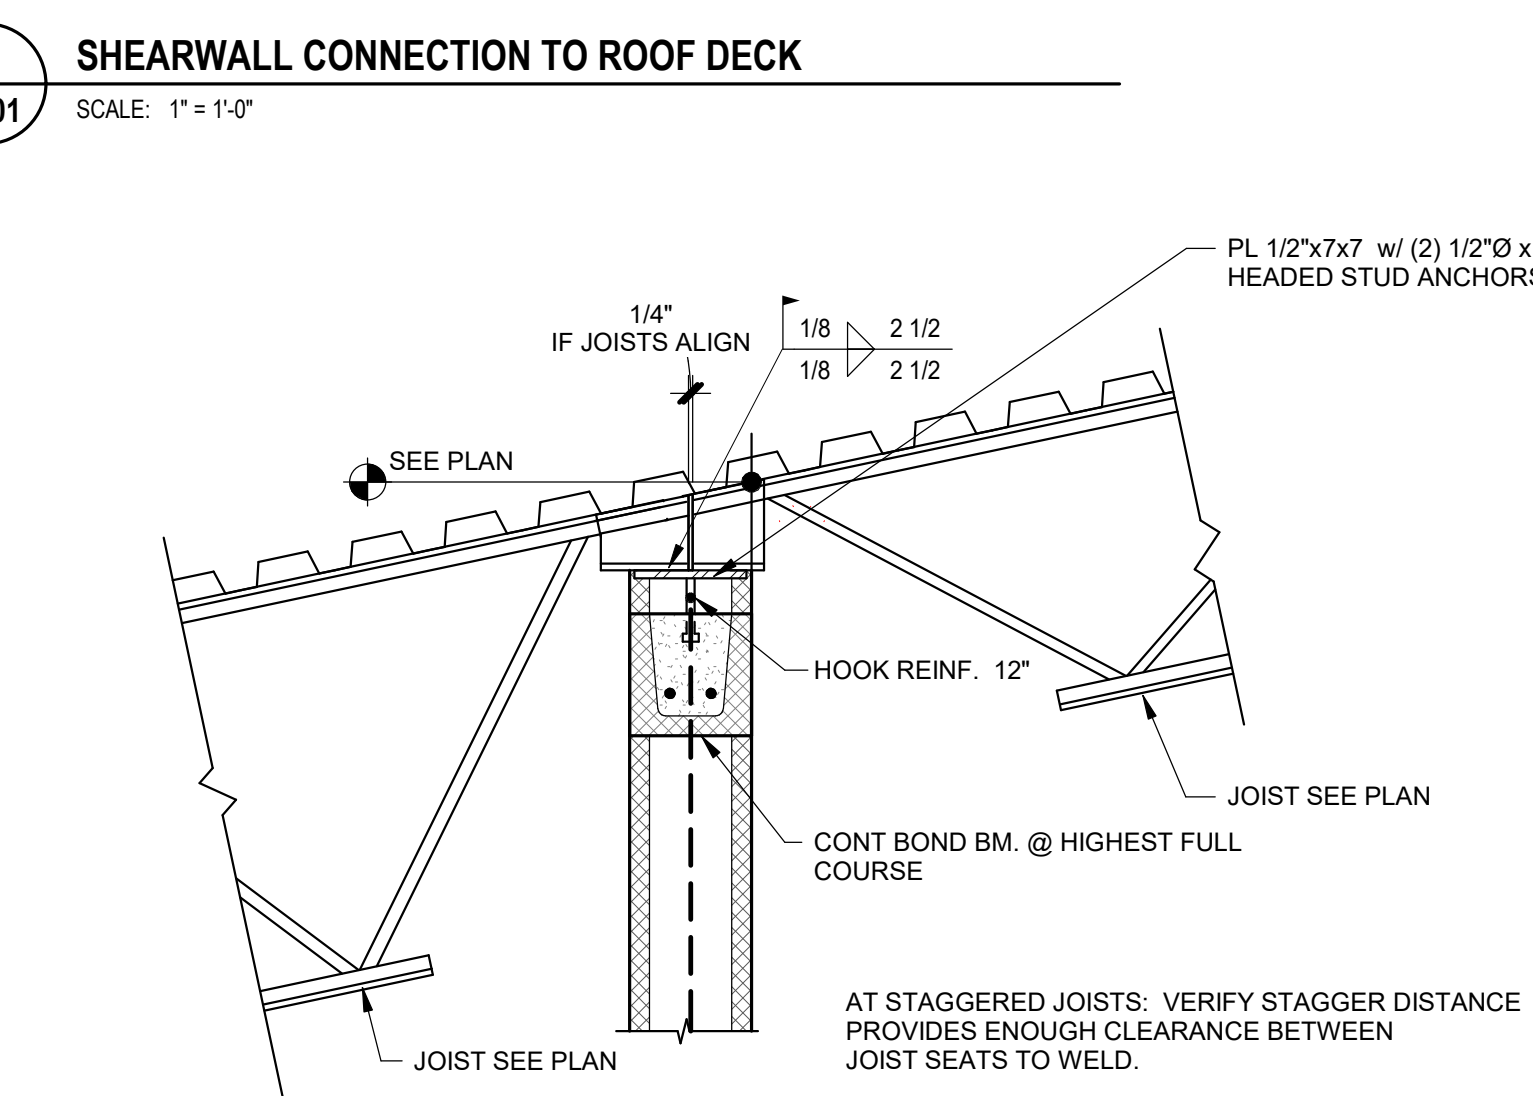 SHEARWALL CONNECTION TO ROOF DECK
01
SCALE: 1" = 1'-0"
PL 1/2"x7x7 w/ (2) 1/2"Ø x
HEADED STUD ANCHORS
1/4"
IF JOISTS ALIGN
1/8 2 1/2
1/8 2 1/2
SEE PLAN
HOOK REINF. 12"
JOIST SEE PLAN
CONT BOND BM. @ HIGHEST FULL
COURSE
AT STAGGERED JOISTS: VERIFY STAGGER DISTANCE
PROVIDES ENOUGH CLEARANCE BETWEEN
JOIST SEATS TO WELD.
JOIST SEE PLAN